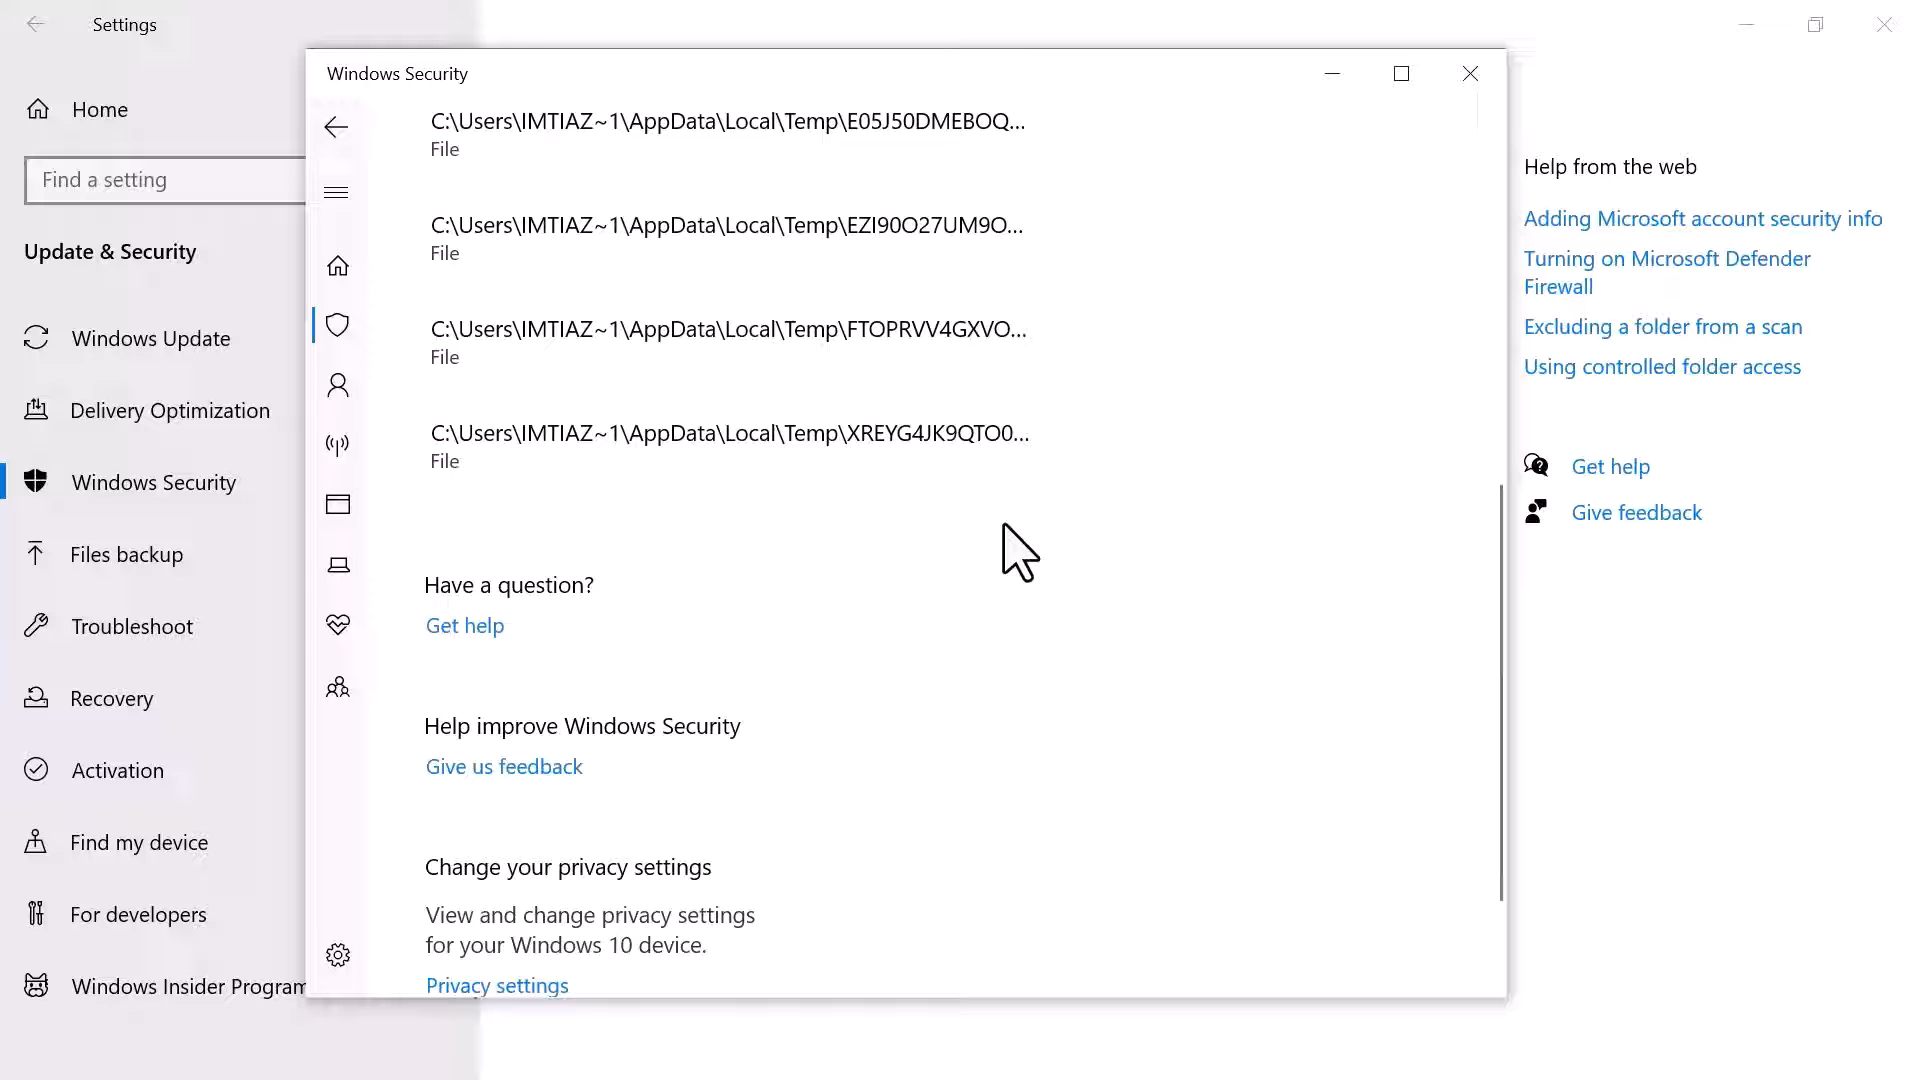 Settings
Home
Find a setting
Update & Security
Windows Update
Delivery Optimization
Windows Security
Files backup
Troubleshoot
Recovery
Activation
Find my device
For developers
Windows Insider Program
Windows Security
C:\Users\IMTIAZ~1\AppData\Local\Temp\E05J50DMEBOQ...
File
C:\Users\IMTIAZ~1\AppData\Local\Temp\EZI90O27UM9O...
File
C:\Users\IMTIAZ~1\AppData\Local\Temp\FTOPRVV4GXVO...
File
C:\Users\IMTIAZ~1\AppData\Local\Temp\XREYG4JK9QTO0...
File
Have a question?
Get help
Help improve Windows Security
Give us feedback
Change your privacy settings
View and change privacy settings
for your Windows 10 device.
Privacy settings
Help from the web
Adding Microsoft account security info
Turning on Microsoft Defender
Firewall
Excluding a folder from a scan
Using controlled folder access
Get help
Give feedback